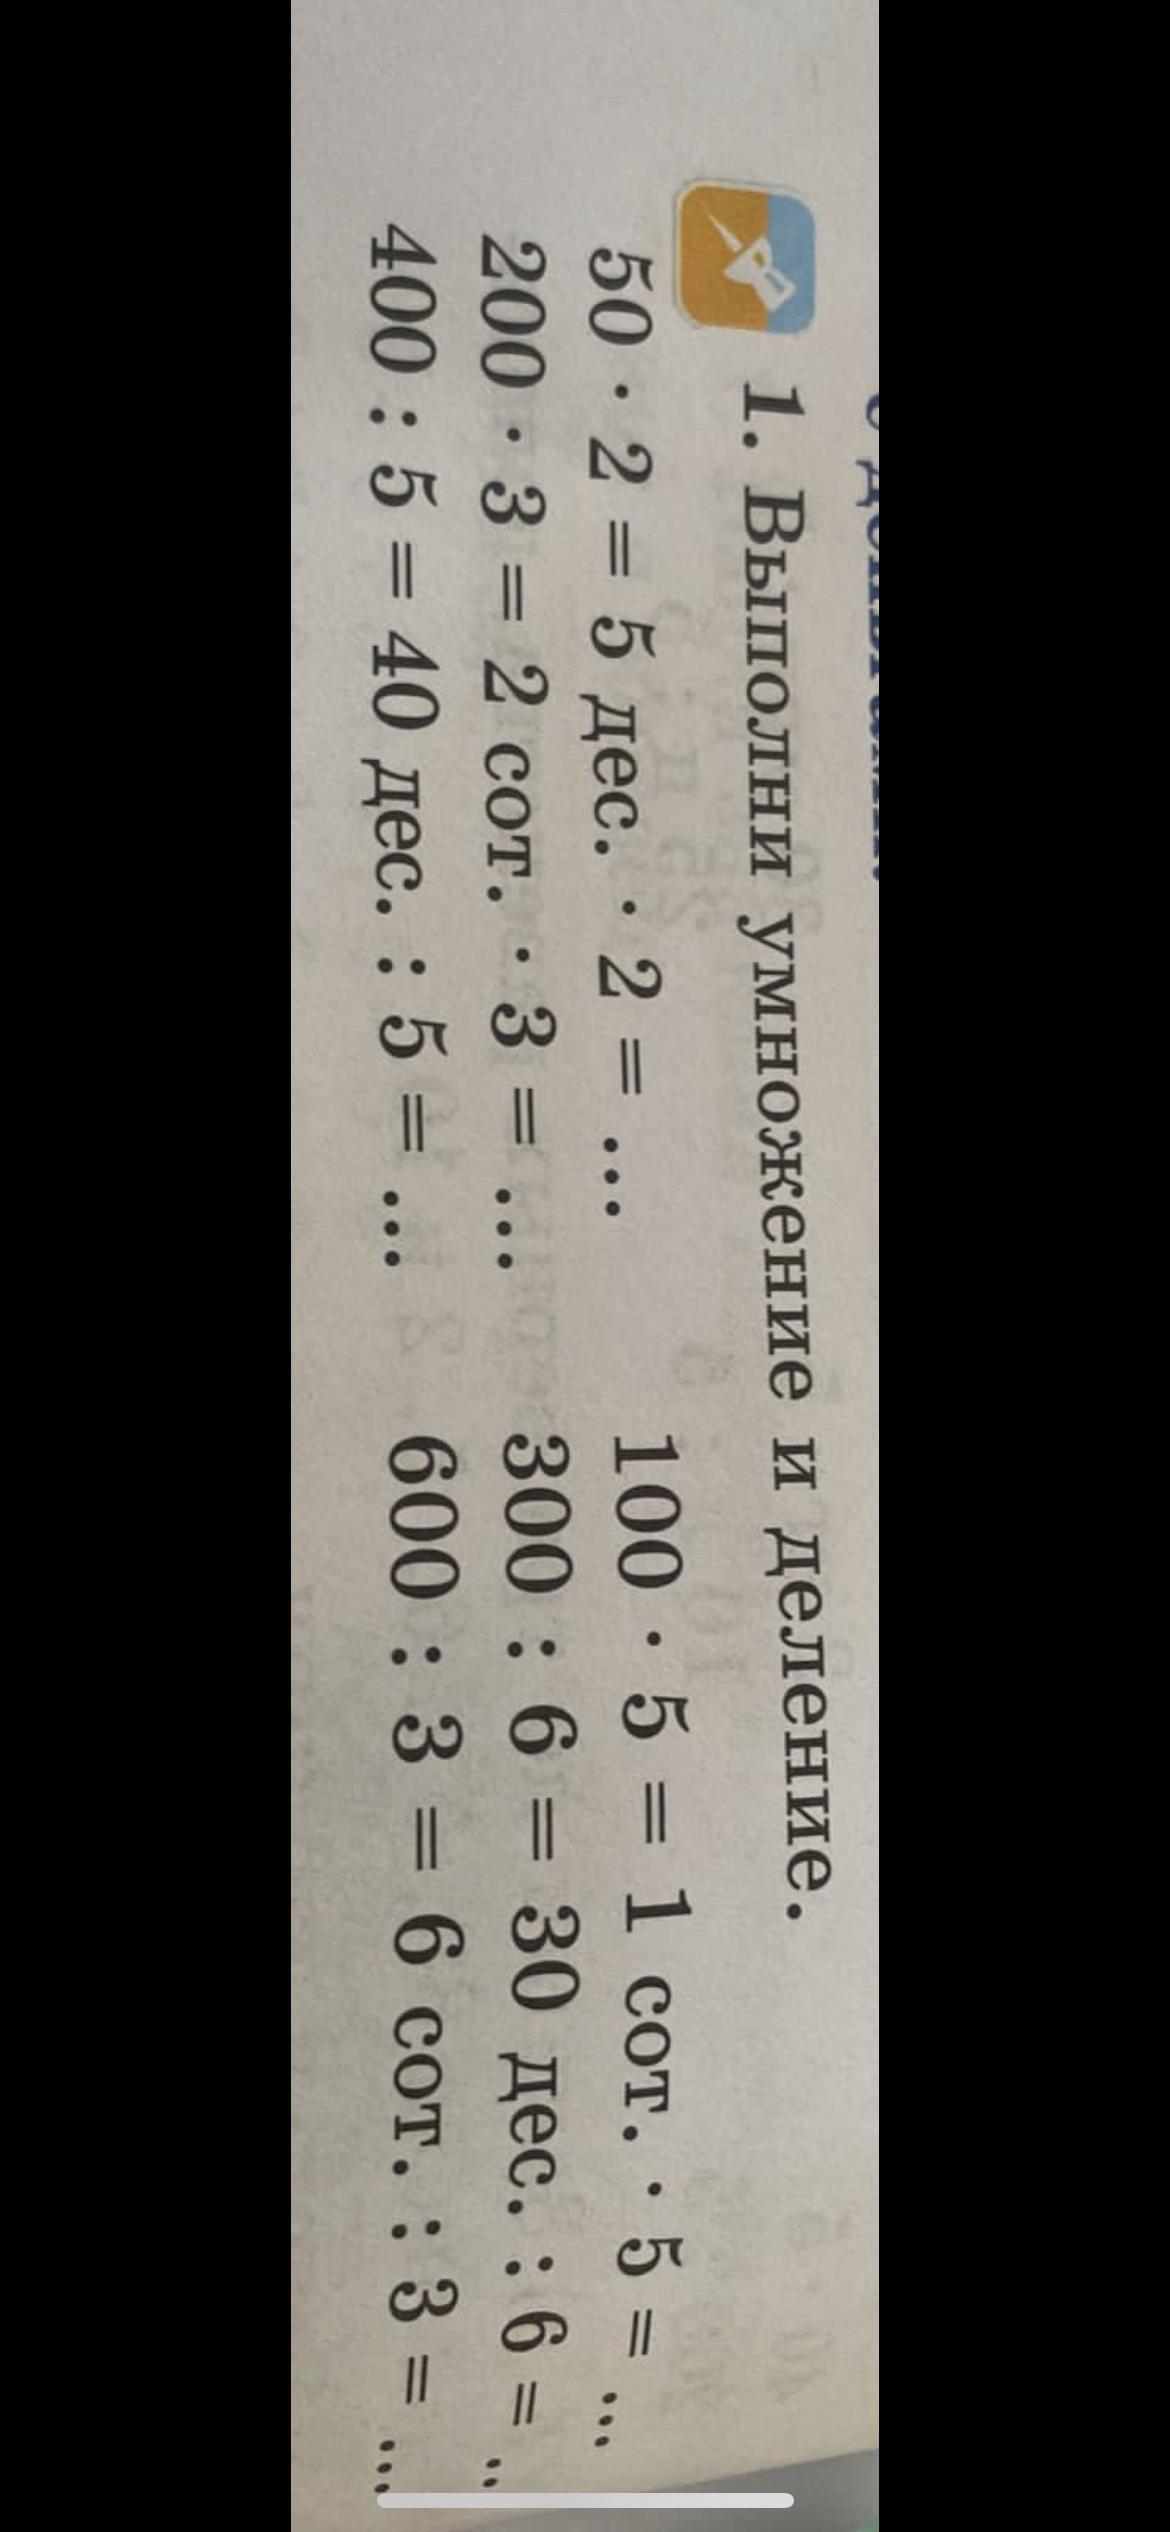 1. Выполни умножение и деление.
50 · 2 = 5 дес. · 2 = ...
100 · 5 = 1 сот. · 5 = ...
200 · 3 = 2 сот. · 3 = ...
300 : 6 = 30 дес. : 6 = ..
400 : 5 = 40 дес. : 5 = ...
600 : 3 = 6 сот. : 3 = ...